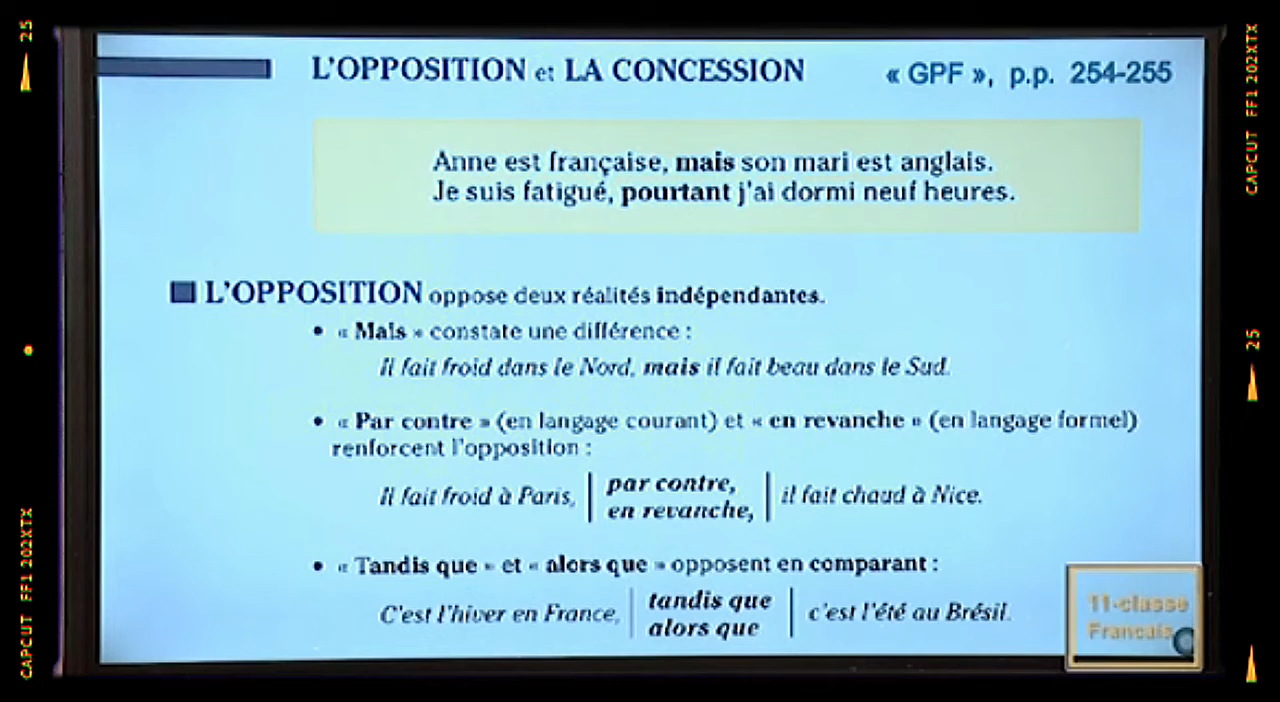 L'OPPOSITION et LA CONCESSION
« GPF », p.p. 254-255
Anne est française, mais son mari est anglais.
Je suis fatigué, pourtant j'ai dormi neuf heures.
L'OPPOSITION oppose deux réalités indépendantes.
• « Mais » constate une différence :
Il fait froid dans le Nord, mais il fait beau dans le Sud.
• « Par contre » (en langage courant) et « en revanche » (en langage formel)
renforcent l'opposition :
Il fait froid à Paris, | par contre, | il fait chaud à Nice.
en revanche,
• « Tandis que » et « alors que » opposent en comparant :
C'est l'hiver en France, | tandis que | c'est l'été au Brésil.
alors que
11-classe
Francais
25
CAPCUT FF1 202XTX
CAPCUT FF1 202XTX
25